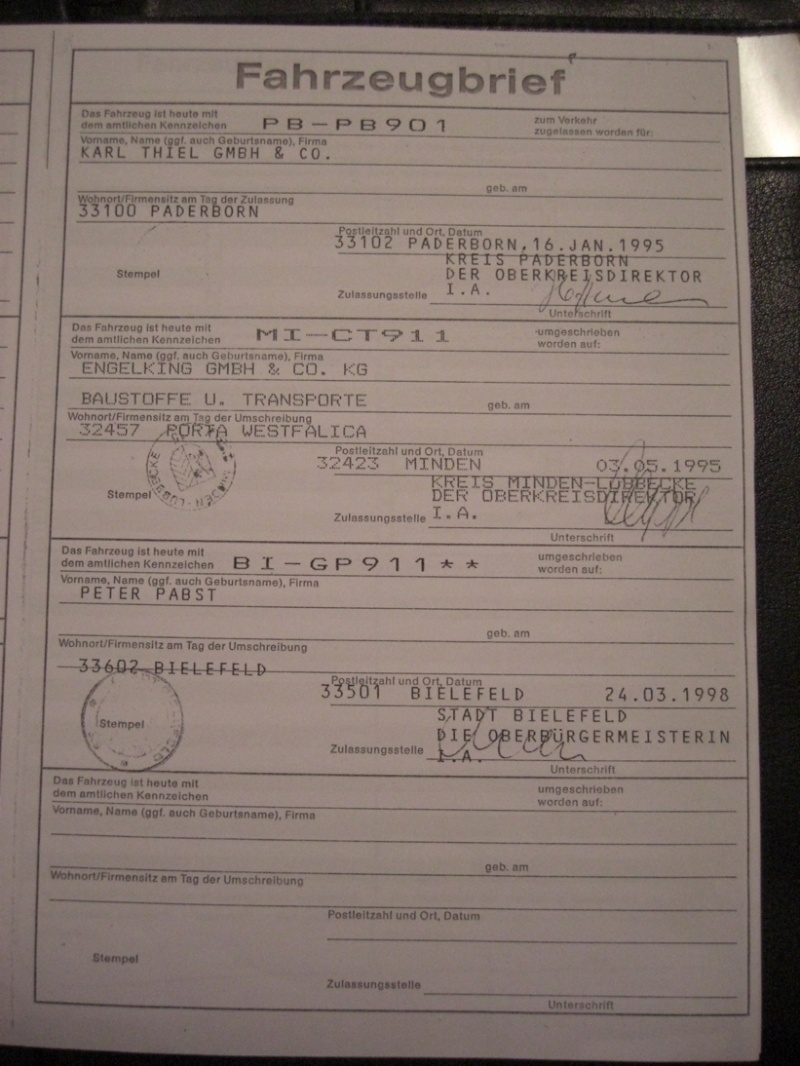 Fahrzeugbrief
Das Fahrzeug ist heute mit
dem amtlichen Kennzeichen PB-PB901 zum Verkehr
zugelassen worden für:
Vorname, Name (ggf. auch Geburtsname), Firma
KARL THIEL GMBH & CO.
geb. am
Wohnort/Firmensitz am Tag der Zulassung
33100 PADERBORN
Postleitzahl und Ort, Datum
33102 PADERBORN,16.JAN.1995
KREIS PADERBORN
Stempel DER OBERKREISDIREKTOR
Zulassungsstelle I.A.
Unterschrift
Das Fahrzeug ist heute mit
dem amtlichen Kennzeichen MI-CT911 umgeschrieben
worden auf:
Vorname, Name (ggf. auch Geburtsname), Firma
ENGELKING GMBH & CO. KG
BAUSTOFFE U. TRANSPORTE geb. am
Wohnort/Firmensitz am Tag der Umschreibung
32457 PORTA WESTFALICA
Postleitzahl und Ort, Datum
32423 MINDEN 03.05.1995
KREIS MINDEN-LÜBBECKE
Stempel DER OBERKREISDIREKTOR
Zulassungsstelle I.A.
Unterschrift
Das Fahrzeug ist heute mit
dem amtlichen Kennzeichen BI-GP911** umgeschrieben
worden auf:
Vorname, Name (ggf. auch Geburtsname), Firma
PETER PABST
geb. am
Wohnort/Firmensitz am Tag der Umschreibung
33602 BIELEFELD
Postleitzahl und Ort, Datum
33501 BIELEFELD 24.03.1998
STADT BIELEFELD
Stempel DIE OBERBÜRGERMEISTERIN
Zulassungsstelle I.A.
Unterschrift
Das Fahrzeug ist heute mit
dem amtlichen Kennzeichen umgeschrieben
worden auf:
Vorname, Name (ggf. auch Geburtsname), Firma
geb. am
Wohnort/Firmensitz am Tag der Umschreibung
Postleitzahl und Ort, Datum
Stempel
Zulassungsstelle
Unterschrift